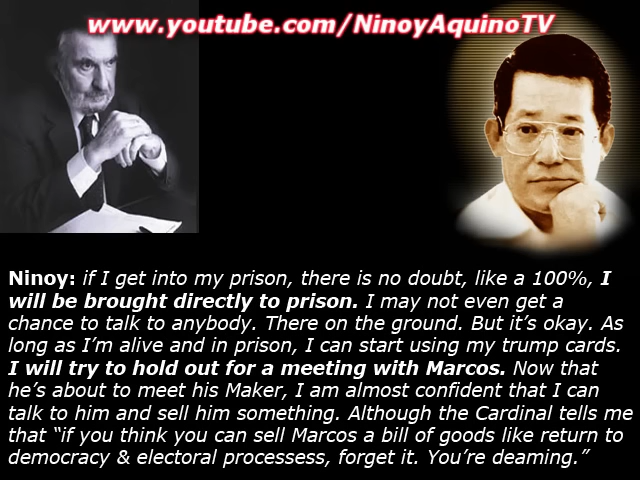 www.youtube.com/NinoyAquinoTV
Ninoy: if I get into my prison, there is no doubt, like a 100%, I
will be brought directly to prison. I may not even get a
chance to talk to anybody. There on the ground. But it's okay. As
long as I'm alive and in prison, I can start using my trump cards.
I will try to hold out for a meeting with Marcos. Now that
he's about to meet his Maker, I am almost confident that I can
talk to him and sell him something. Although the Cardinal tells me
that “if you think you can sell Marcos a bill of goods like return to
democracy & electoral processess, forget it. You're deaming.”